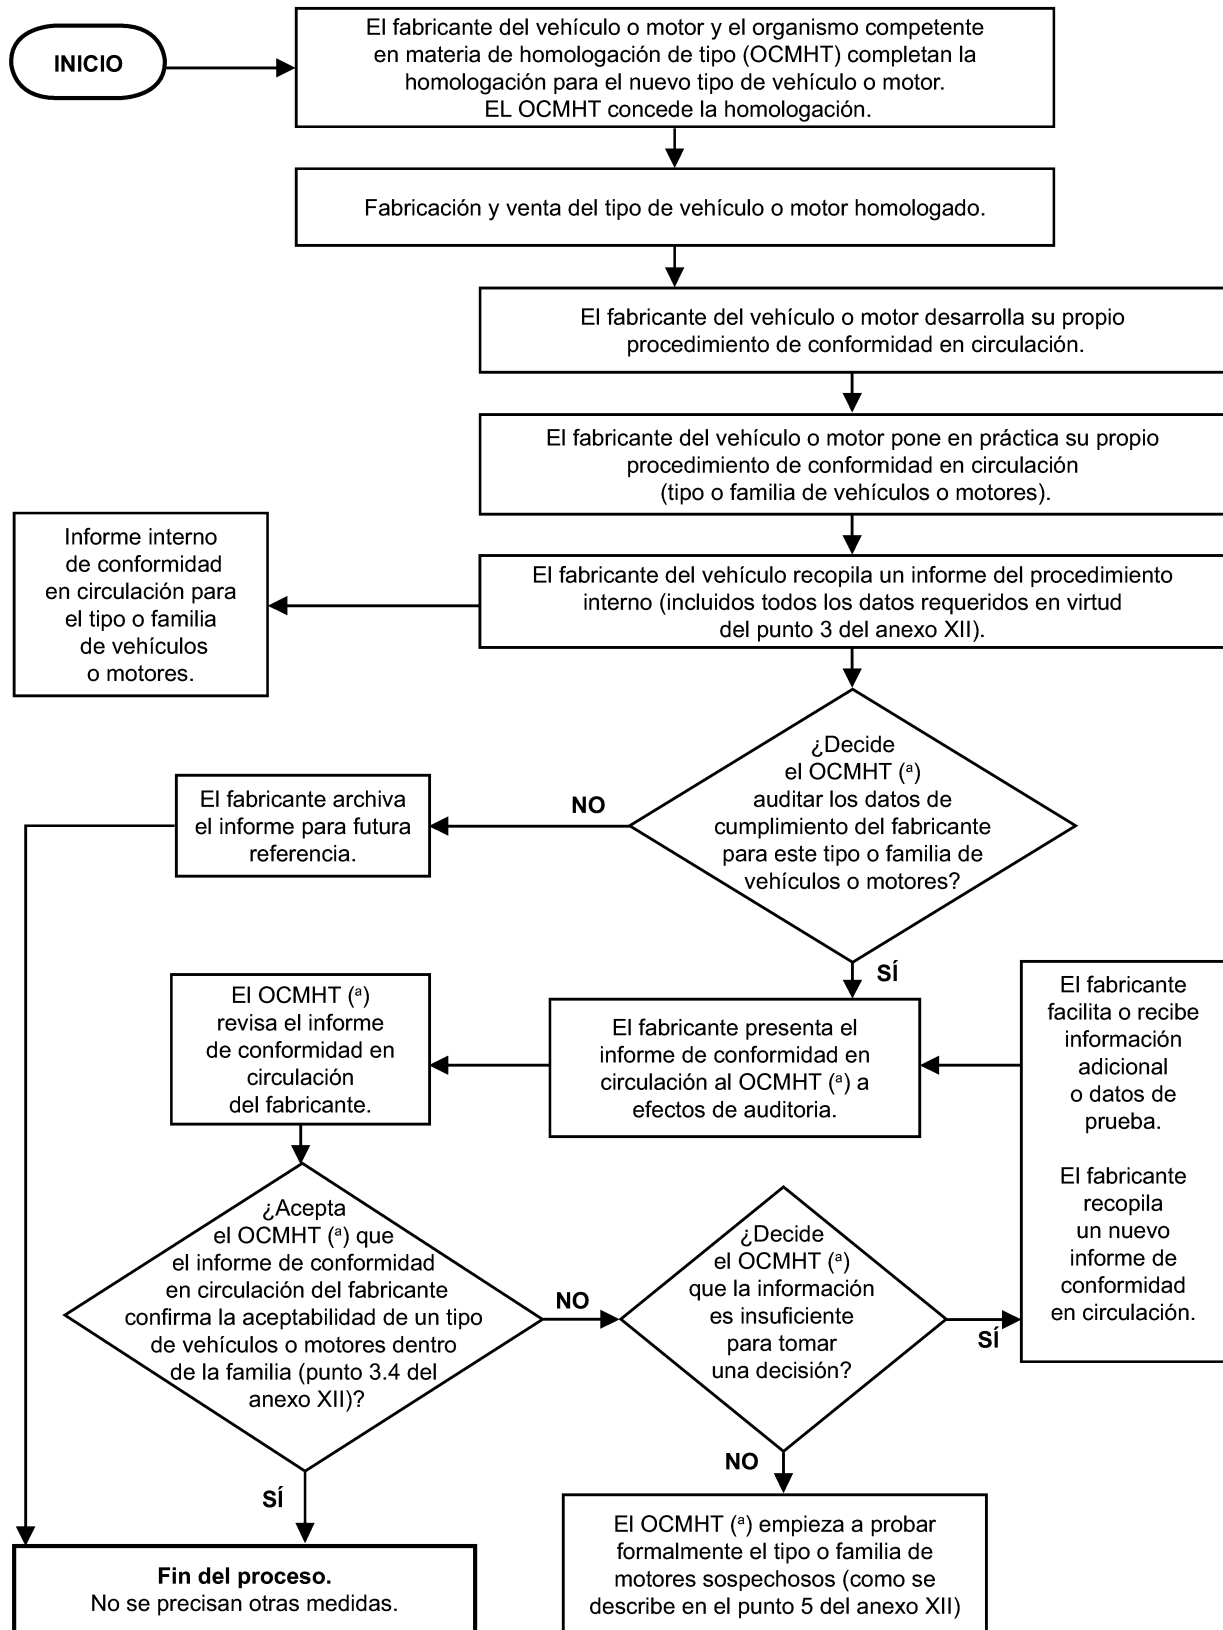 INICIO
El fabricante del vehículo o motor y el organismo competente
en materia de homologación de tipo (OCMHT) completan la
homologación para el nuevo tipo de vehículo o motor.
EL OCMHT concede la homologación.
Fabricación y venta del tipo de vehículo o motor homologado.
El fabricante del vehículo o motor desarrolla su propio
procedimiento de conformidad en circulación.
El fabricante del vehículo o motor pone en práctica su propio
procedimiento de conformidad en circulación
(tipo o familia de vehículos o motores).
Informe interno
de conformidad
en circulación para
el tipo o familia
de vehículos
o motores.
El fabricante del vehículo recopila un informe del procedimiento
interno (incluidos todos los datos requeridos en virtud
del punto 3 del anexo XII).
¿Decide
el OCMHT (ª)
auditar los datos de
cumplimiento del fabricante
para este tipo o familia de
vehículos o motores?
NO
El fabricante archiva
el informe para futura
referencia.
SÍ
El fabricante
facilita o recibe
información
adicional
o datos de
prueba.
El fabricante
recopila
un nuevo
informe de
conformidad
en circulación.
El fabricante presenta el
informe de conformidad en
circulación al OCMHT (ª) a
efectos de auditoria.
El OCMHT (ª)
revisa el informe
de conformidad en
circulación
del fabricante.
¿Acepta
el OCMHT (ª) que
el informe de conformidad
en circulación del fabricante
confirma la aceptabilidad de un tipo
de vehículos o motores dentro
de la familia (punto 3.4 del
anexo XII)?
NO
¿Decide
el OCMHT (ª)
que la información
es insuficiente
para tomar
una decisión?
SÍ
NO
SÍ
El OCMHT (ª) empieza a probar
formalmente el tipo o familia de
motores sospechosos (como se
describe en el punto 5 del anexo XII)
Fin del proceso.
No se precisan otras medidas.